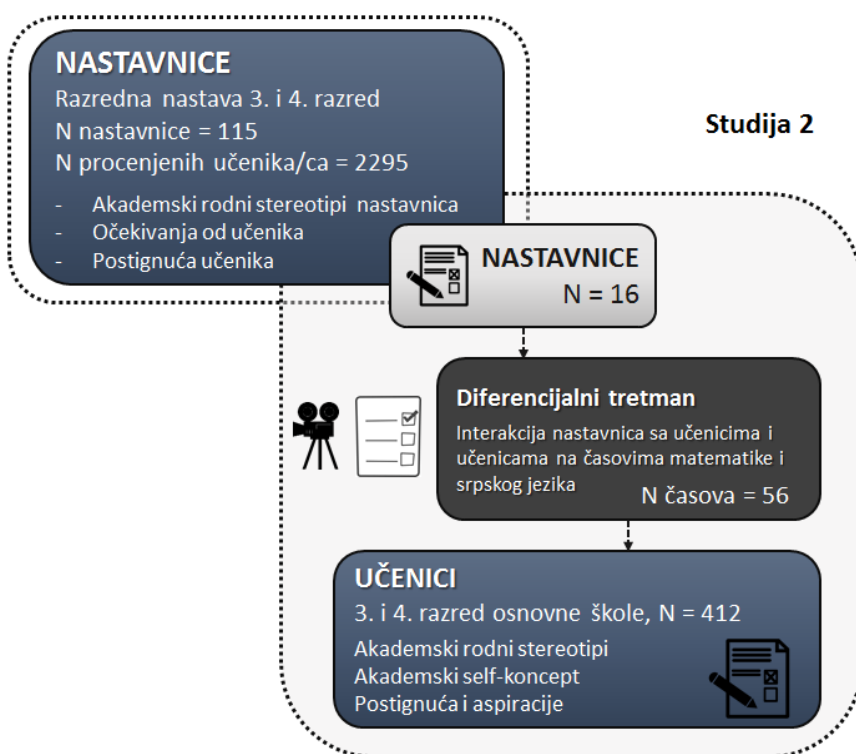 NASTAVNICE
Razredna nastava 3. i 4. razred
N nastavnice = 115
N procenjenih učenika/ca = 2295
- Akademski rodni stereotipi nastavnica
- Očekivanja od učenika
- Postignuća učenika
Studija 2
NASTAVNICE
N = 16
Diferencijalni tretman
Interakcija nastavnica sa učenicima i
učenicama na časovima matematike i
srpskog jezika
N časova = 56
UČENICI
3. i 4. razred osnovne škole, N = 412
Akademski rodni stereotipi
Akademski self-koncept
Postignuća i aspiracije